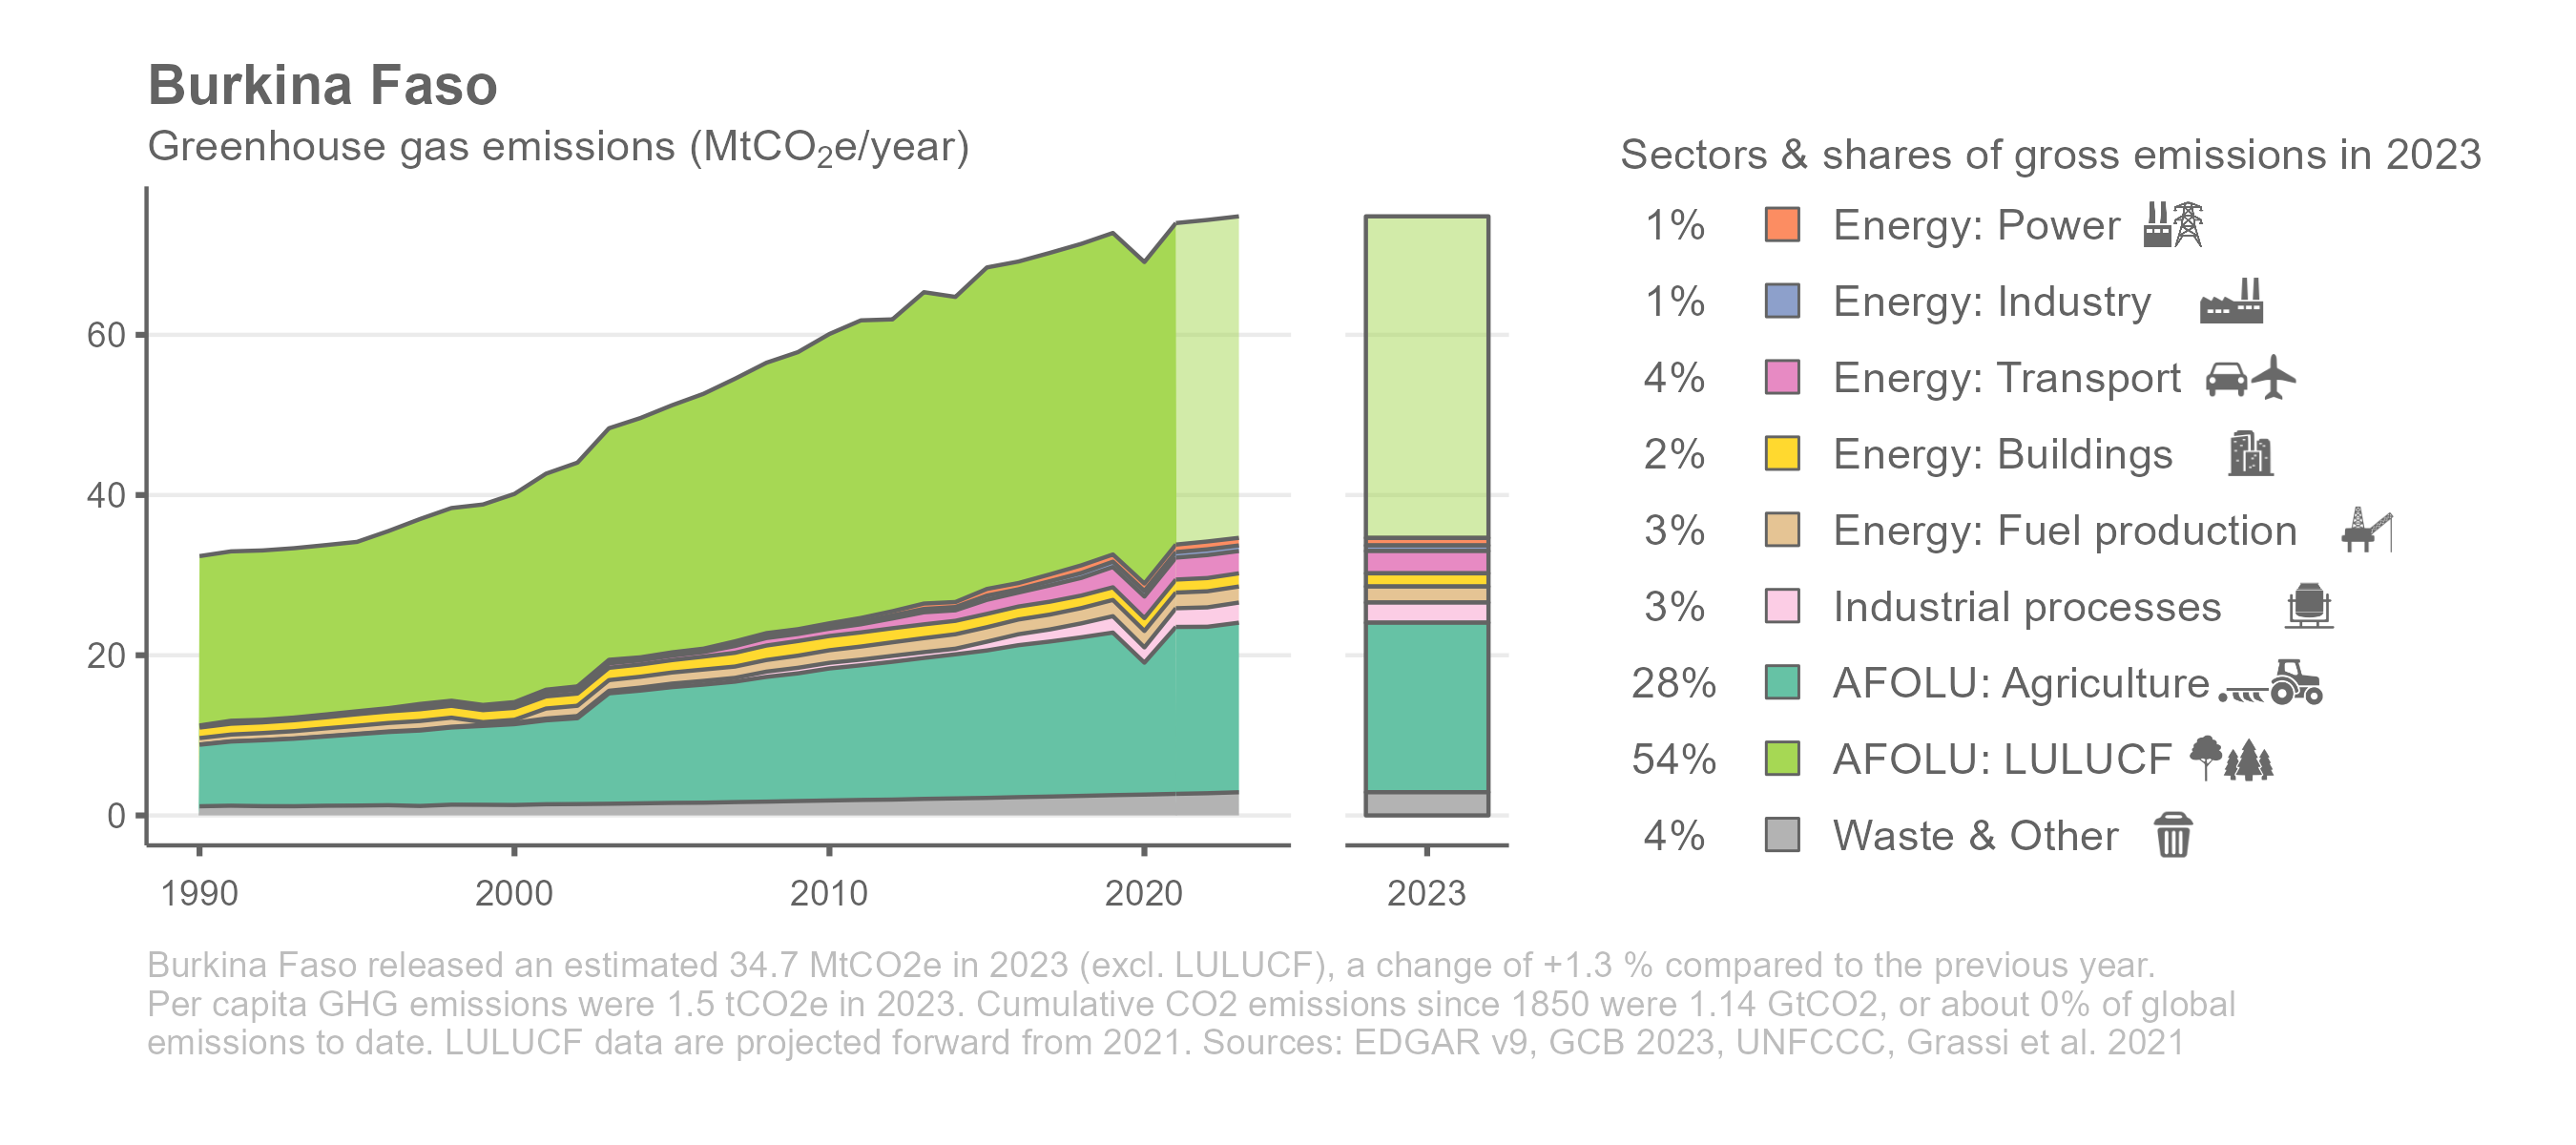 Burkina Faso
Greenhouse gas emissions (MtCO₂e/year)
60
40
20
0
1990 2000 2010 2020 2023
Sectors & shares of gross emissions in 2023
1% Energy: Power
1% Energy: Industry
4% Energy: Transport
2% Energy: Buildings
3% Energy: Fuel production
3% Industrial processes
28% AFOLU: Agriculture
54% AFOLU: LULUCF
4% Waste & Other
Burkina Faso released an estimated 34.7 MtCO2e in 2023 (excl. LULUCF), a change of +1.3 % compared to the previous year.
Per capita GHG emissions were 1.5 tCO2e in 2023. Cumulative CO2 emissions since 1850 were 1.14 GtCO2, or about 0% of global
emissions to date. LULUCF data are projected forward from 2021. Sources: EDGAR v9, GCB 2023, UNFCCC, Grassi et al. 2021